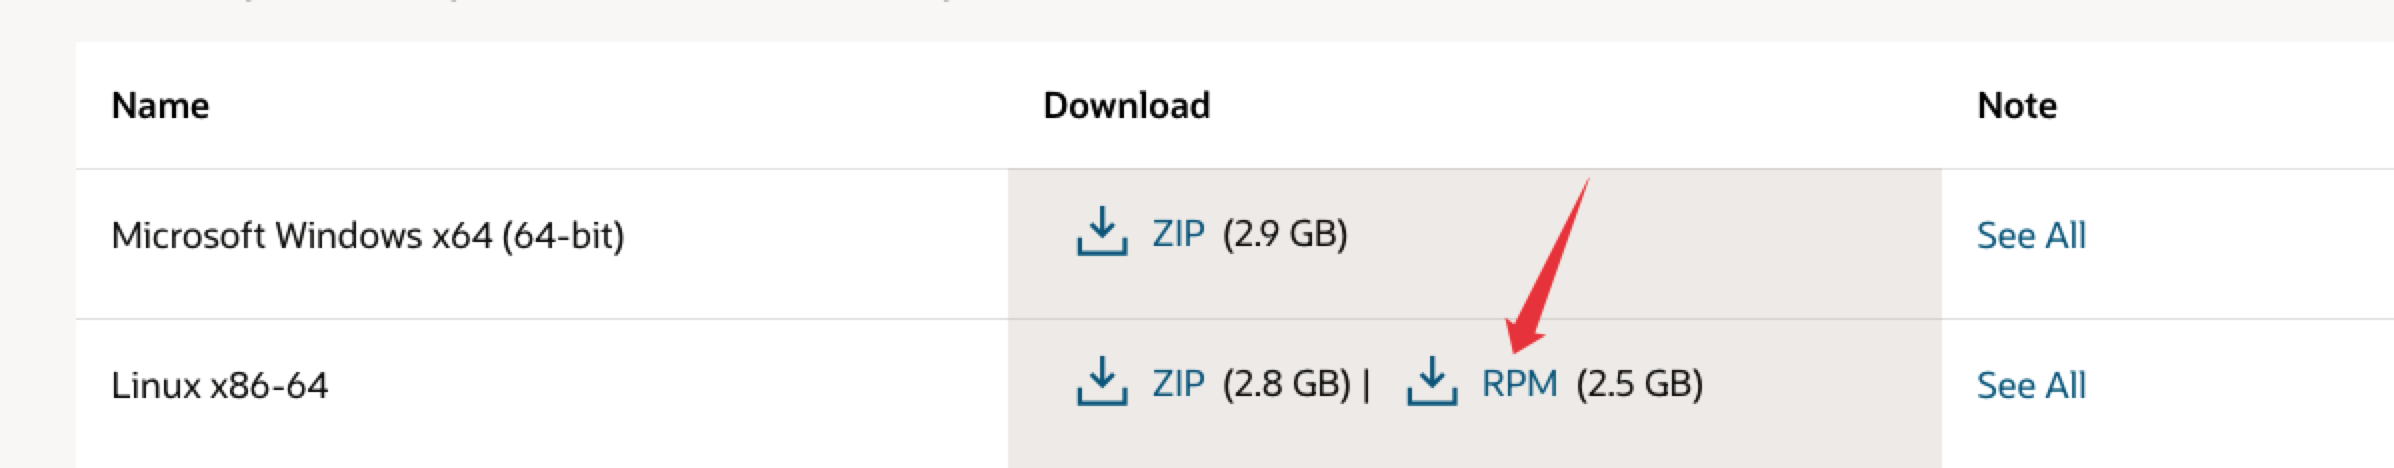 Name Download Note
Microsoft Windows x64 (64-bit) ZIP (2.9 GB) See All
Linux x86-64 ZIP (2.8 GB) | RPM (2.5 GB) See All